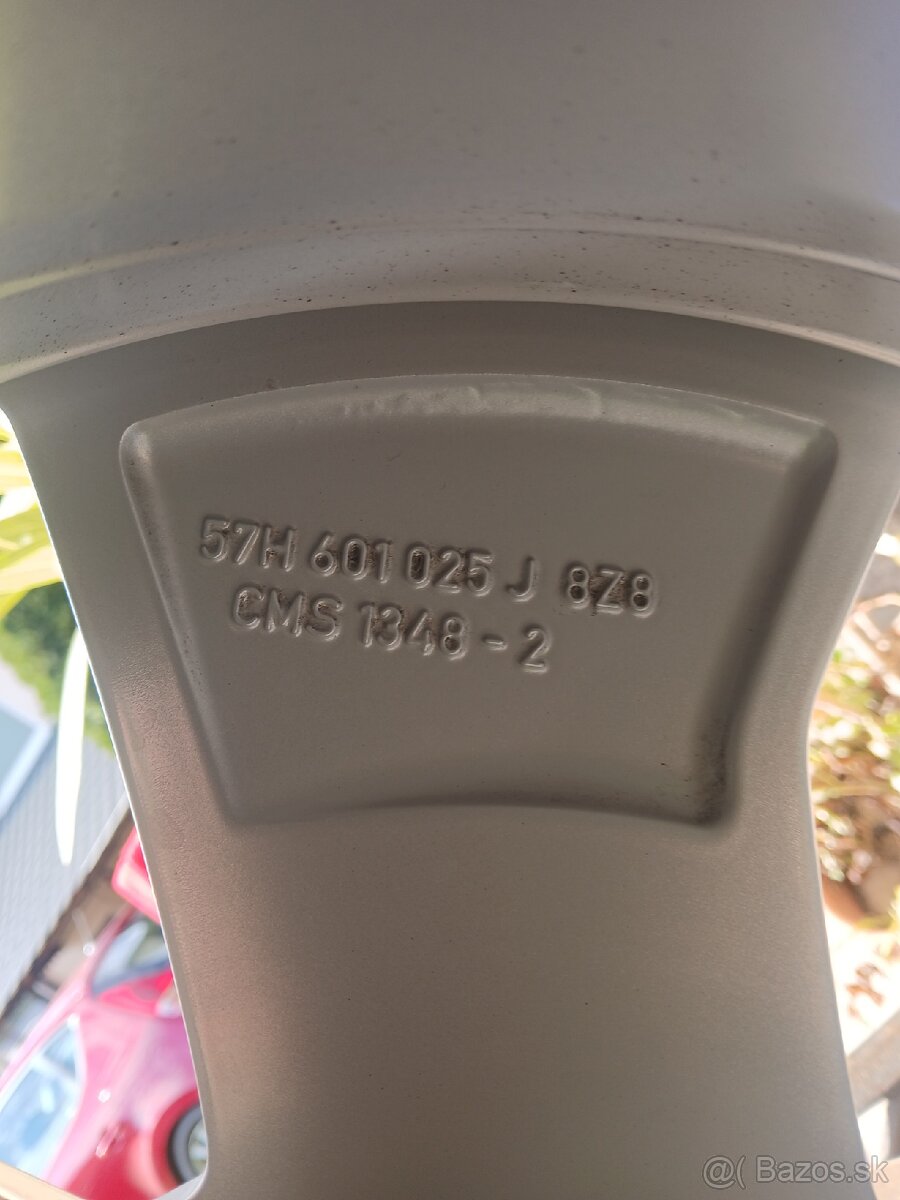 57H 601 025 J 8Z8
CMS 1348 - 2
@( Bazos.sk